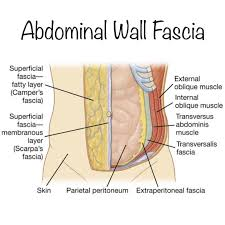 Abdominal Wall Fascia
Superficial
fascia—
fatty layer
(Camper's
fascia)
Superficial
fascia—
membranous
layer
(Scarpa's
fascia)
Skin
Parietal peritoneum
Extraperitoneal fascia
External
oblique muscle
Internal
oblique muscle
Transversus
abdominis
muscle
Transversalis
fascia